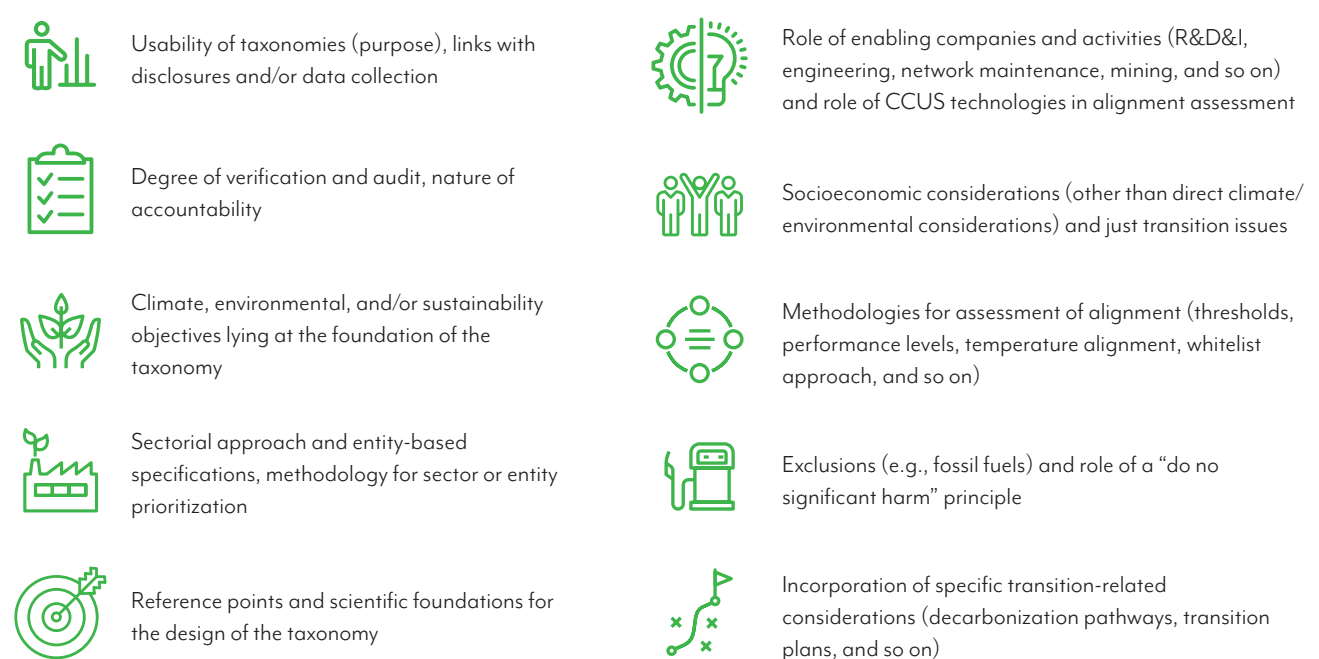 Usability of taxonomies (purpose), links with
disclosures and/or data collection
Degree of verification and audit, nature of
accountability
Climate, environmental, and/or sustainability
objectives lying at the foundation of the
taxonomy
Sectorial approach and entity-based
specifications, methodology for sector or entity
prioritization
Reference points and scientific foundations for
the design of the taxonomy
Role of enabling companies and activities (R&D&I,
engineering, network maintenance, mining, and so on)
and role of CCUS technologies in alignment assessment
Socioeconomic considerations (other than direct climate/
environmental considerations) and just transition issues
Methodologies for assessment of alignment (thresholds,
performance levels, temperature alignment, whitelist
approach, and so on)
Exclusions (e.g., fossil fuels) and role of a “do no
significant harm” principle
Incorporation of specific transition-related
considerations (decarbonization pathways, transition
plans, and so on)